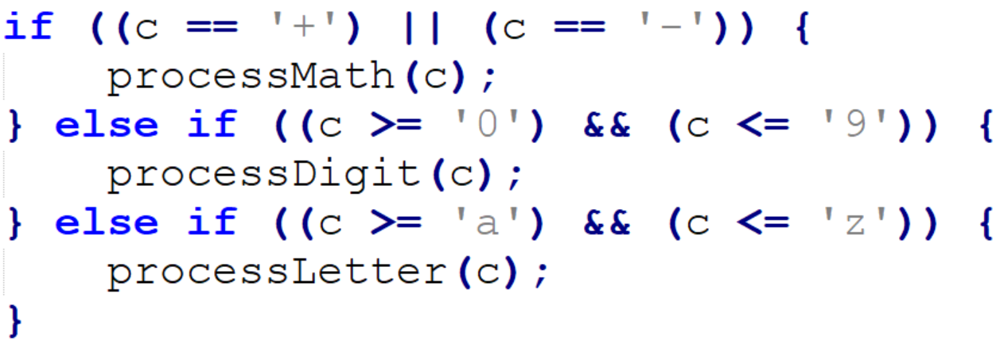 if ((c == '+') || (c == '-')) {
    processMath(c);
} else if ((c >= '0') && (c <= '9')) {
    processDigit(c);
} else if ((c >= 'a') && (c <= 'z')) {
    processLetter(c);
}